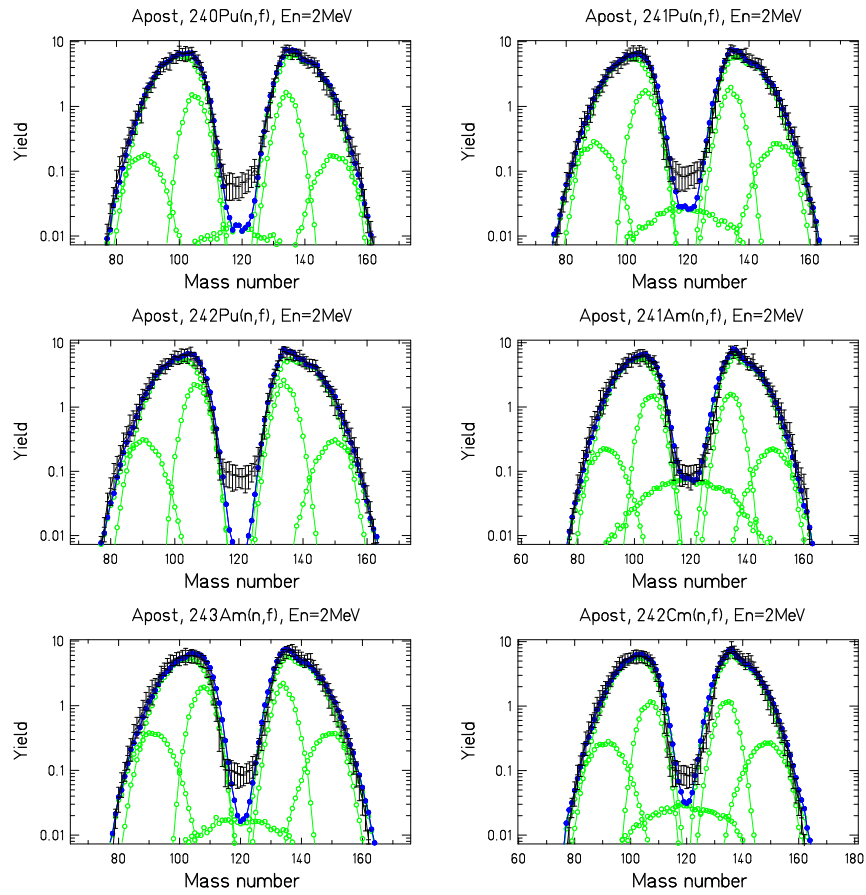 Apost, 240Pu(n,f), En=2MeV
10
1
0.1
0.01
Yield
80 100 120 140 160
Mass number
Apost, 241Pu(n,f), En=2MeV
10
1
0.1
0.01
Yield
80 100 120 140 160
Mass number
Apost, 242Pu(n,f), En=2MeV
10
1
0.1
0.01
Yield
80 100 120 140 160
Mass number
Apost, 241Am(n,f), En=2MeV
10
1
0.1
0.01
Yield
60 80 100 120 140 160
Mass number
Apost, 243Am(n,f), En=2MeV
10
1
0.1
0.01
Yield
80 100 120 140 160
Mass number
Apost, 242Cm(n,f), En=2MeV
10
1
0.1
0.01
Yield
60 80 100 120 140 160 180
Mass number